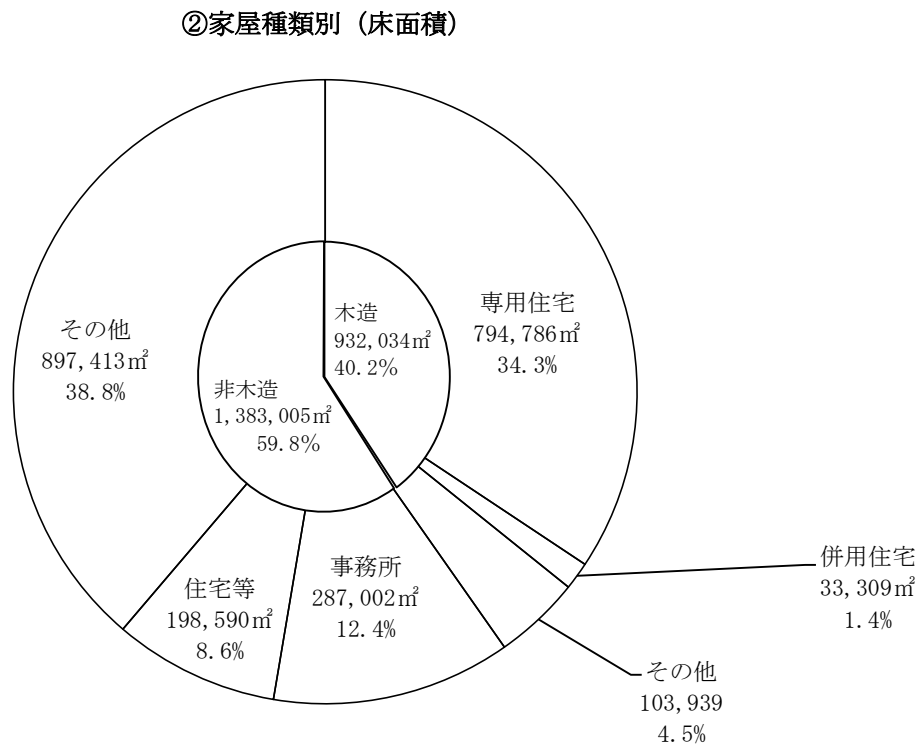 ②家屋種類別（床面積）
木造
932,034㎡
40.2%
非木造
1,383,005㎡
59.8%
専用住宅
794,786㎡
34.3%
併用住宅
33,309㎡
1.4%
その他
103,939
4.5%
事務所
287,002㎡
12.4%
住宅等
198,590㎡
8.6%
その他
897,413㎡
38.8%